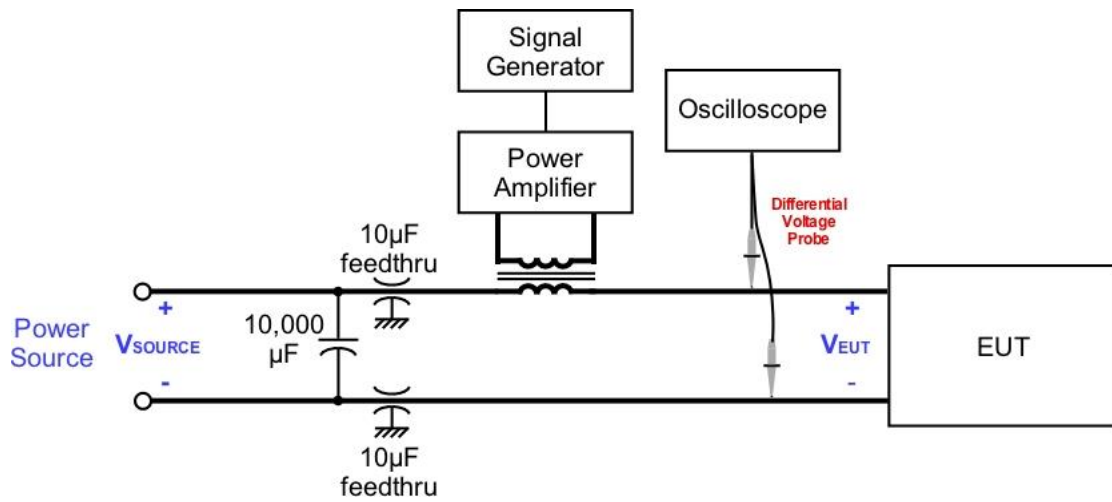 Signal
Generator
Oscilloscope
Power
Amplifier
Differential
Voltage
Probe
10µF
feedthru
+
+
Power
Source
VSOURCE
10,000
µF
VEUT
EUT
-
-
10µF
feedthru